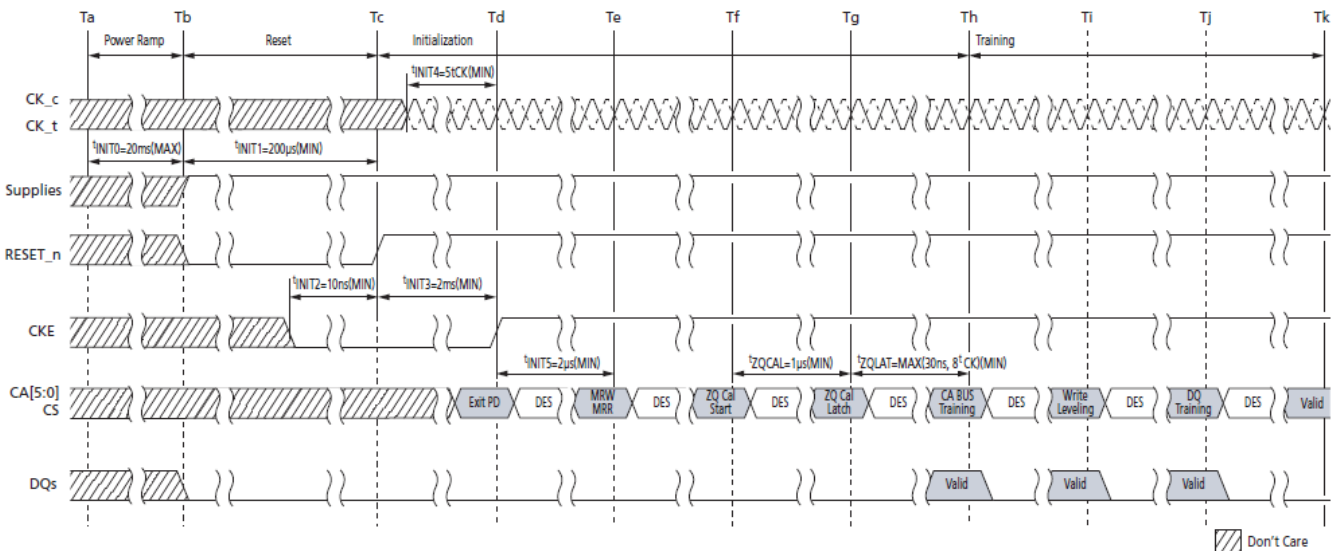 Ta Tb Tc Td Te Tf Tg Th Ti Tj Tk
Power Ramp Reset Initialization Training
tINIT4=5tCK(MIN)
CK_c
CK_t
tINIT0=20ms(MAX) tINIT1=200μs(MIN)
Supplies
RESET_n
tINIT2=10ns(MIN) tINIT3=2ms(MIN)
CKE
tINIT5=2μs(MIN) tZQCAL=1μs(MIN) tZQLAT=MAX(30ns, 8tCK)(MIN)
CA[5:0]
CS
Exit PD DES MRW MRR DES ZQ Cal Start DES ZQ Cal Latch DES CA BUS Training DES Write Leveling DES DQ Training DES Valid
DQs Valid Valid Valid
Don't Care